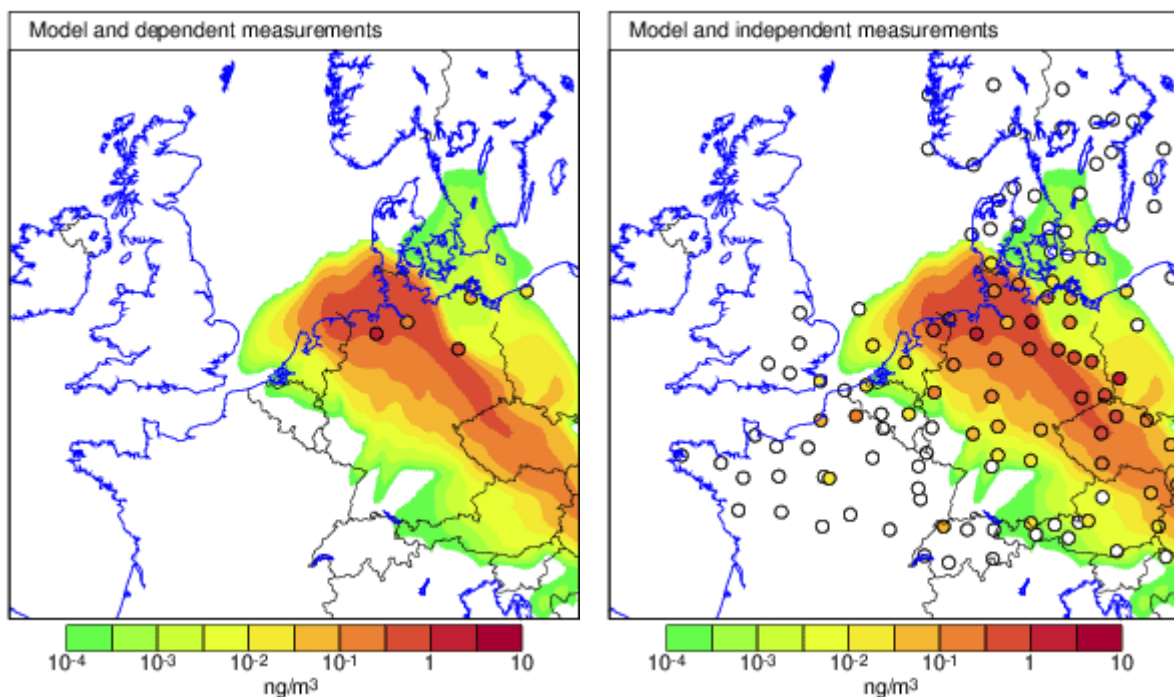 Model and dependent measurements
Model and independent measurements
10-4 10-3 10-2 10-1 1 10
ng/m3
10-4 10-3 10-2 10-1 1 10
ng/m3